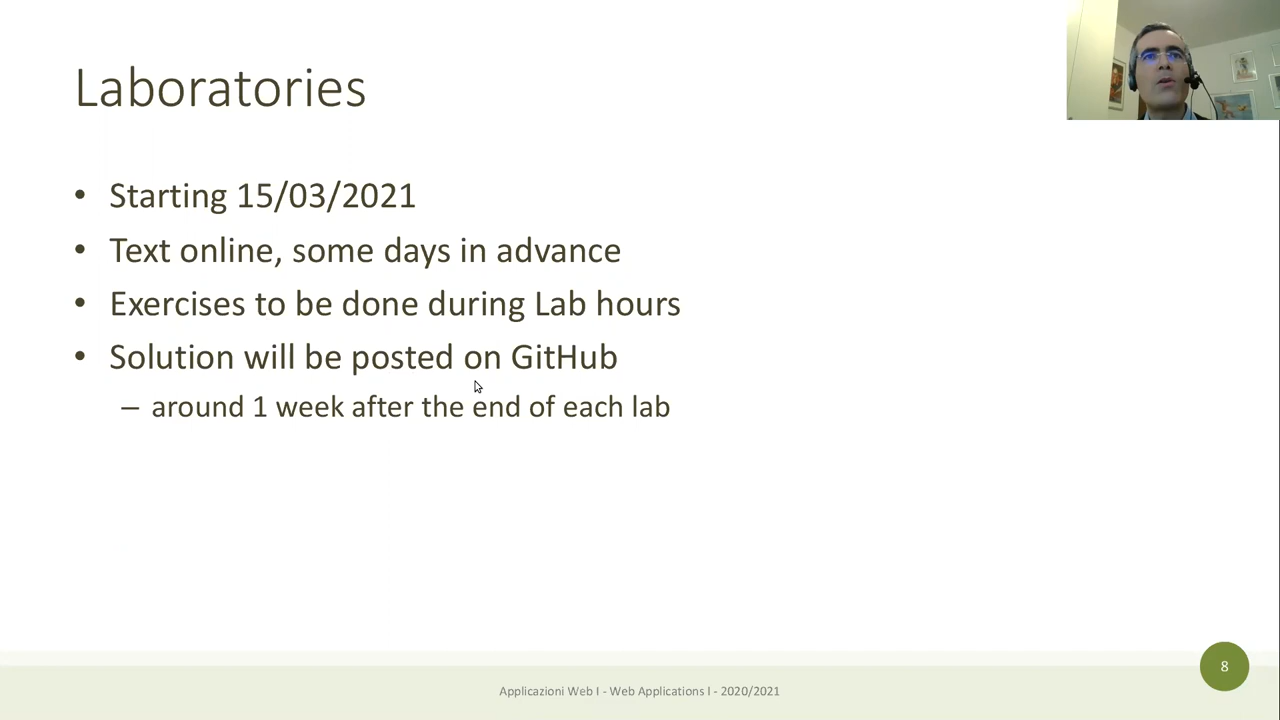 Laboratories
• Starting 15/03/2021
• Text online, some days in advance
• Exercises to be done during Lab hours
• Solution will be posted on GitHub
– around 1 week after the end of each lab
8
Applicazioni Web I - Web Applications I - 2020/2021